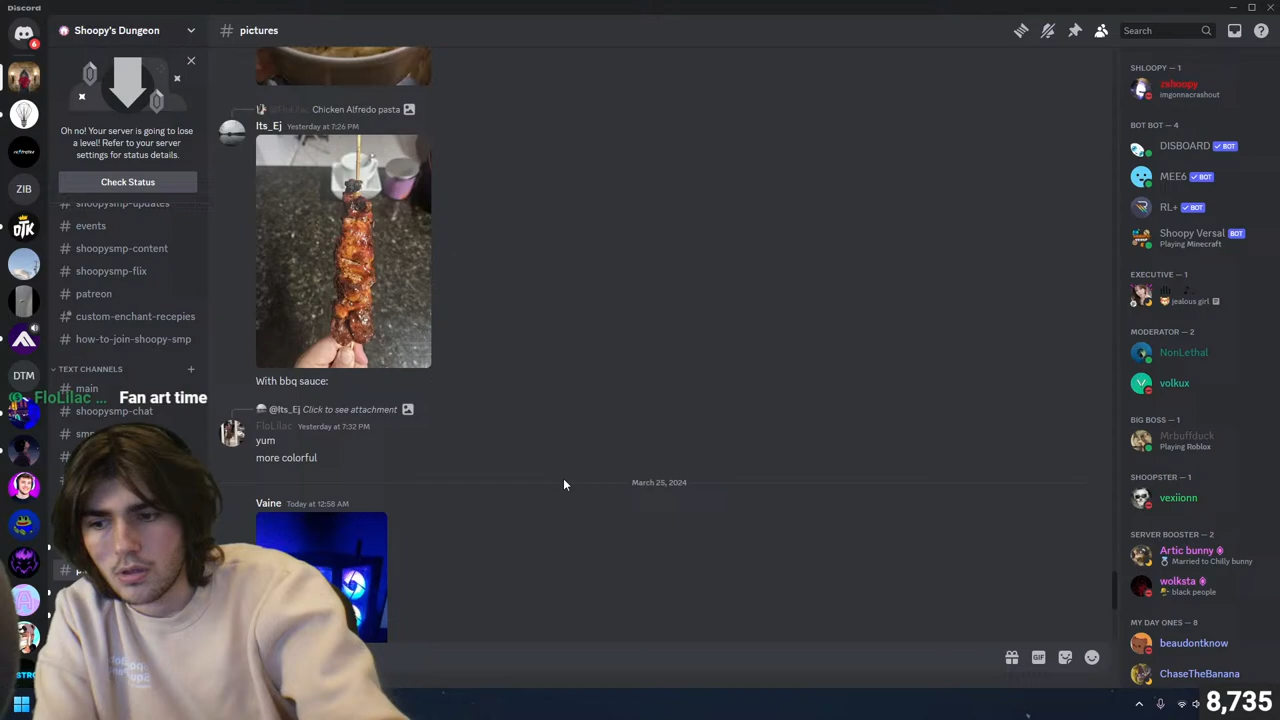 Discord
6
Shoopy's Dungeon
# pictures
Search
Oh no! Your server is going to lose
a level! Refer to your server
settings for status details.
Check Status
ZIB
DTK
DTM
STRO
shoopysmp-updates
events
shoopysmp-content
shoopysmp-flix
patreon
custom-enchant-recepies
how-to-join-shoopy-smp
TEXT CHANNELS
main
shoopysmp-chat
FloLilac ... Fan art time
@FloLilac Chicken Alfredo pasta
Its_Ej Yesterday at 7:26 PM
With bbq sauce:
@Its_Ej Click to see attachment
FloLilac Yesterday at 7:32 PM
yum
more colorful
March 25, 2024
Vaine Today at 12:58 AM
GIF
SHLOOPY — 1
zshoopy
imgonnacrashout
BOT BOT — 4
DISBOARD BOT
MEE6 BOT
RL+ BOT
Shoopy Versal BOT
Playing Minecraft
EXECUTIVE — 1
jealous girl
MODERATOR — 2
NonLethal
volkux
BIG BOSS — 1
Mrbuffduck
Playing Roblox
SHOOPSTER — 1
vexiionn
SERVER BOOSTER — 2
Artic bunny
Married to Chilly bunny
wolksta
black people
MY DAY ONES — 8
beaudontknow
ChaseTheBanana
8,735